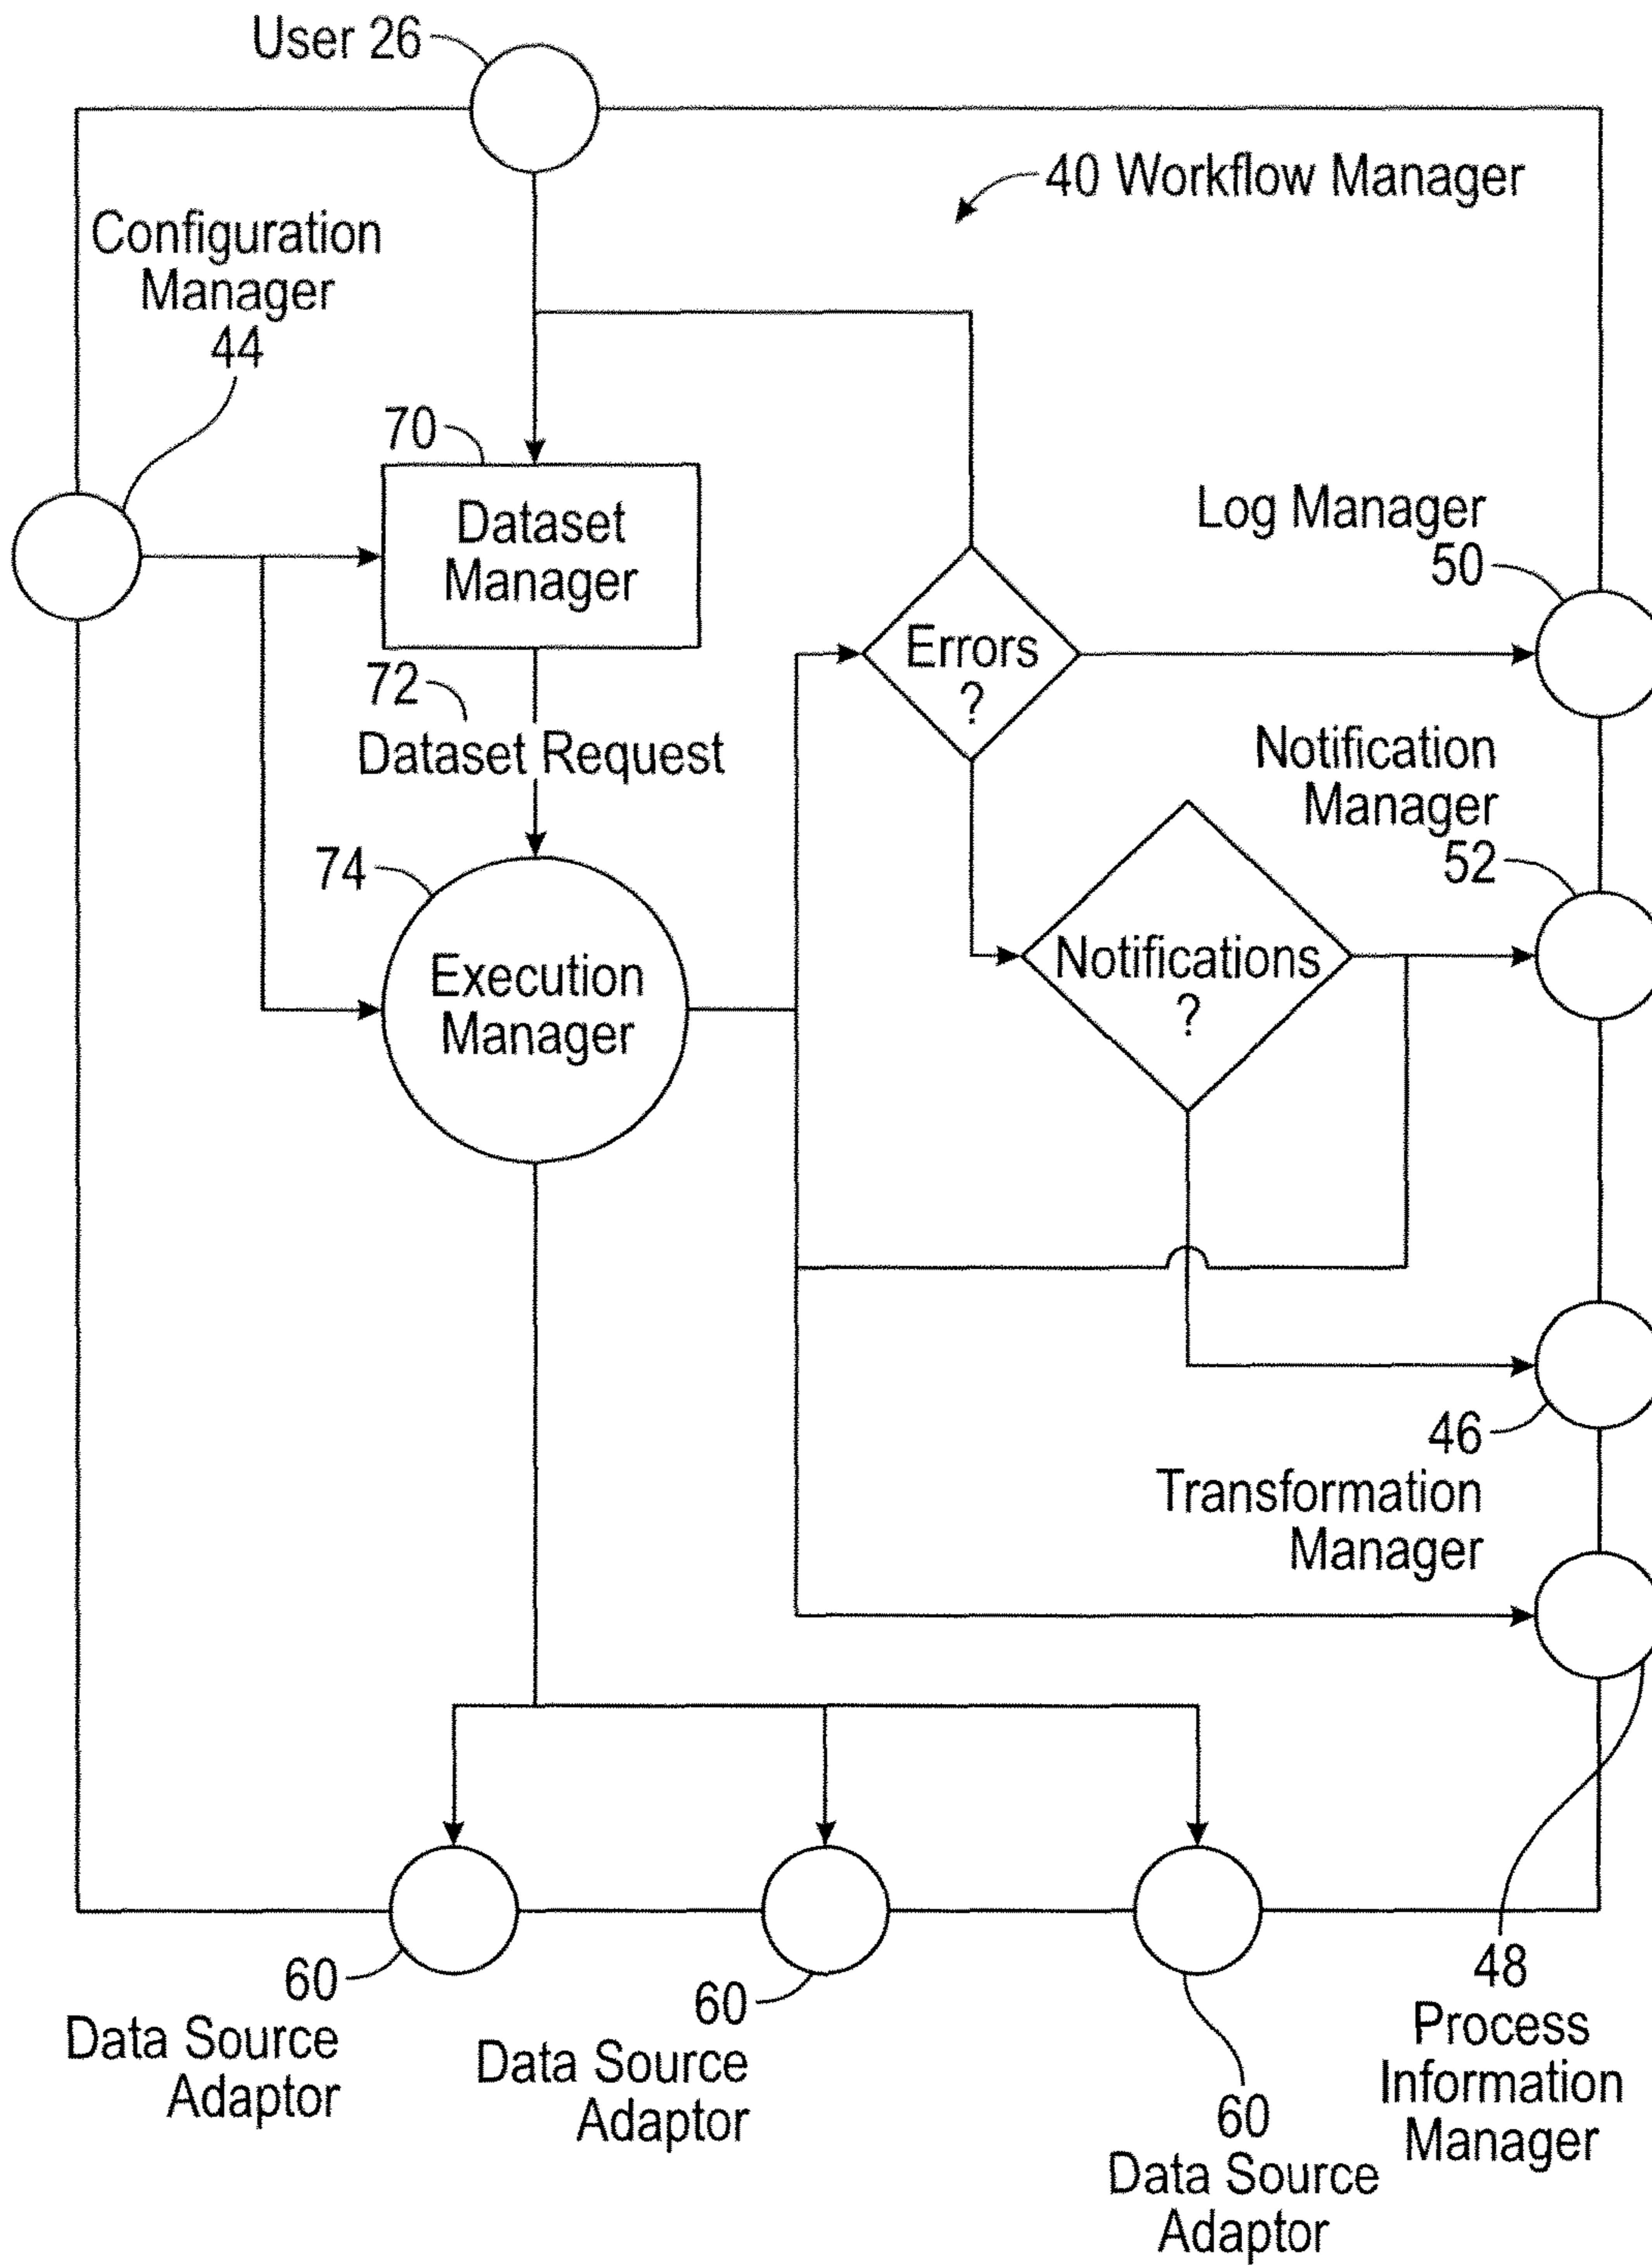 User 26
40 Workflow Manager
Configuration
Manager
44
70
Dataset
Manager
Log Manager
50
Errors
?
72
Dataset Request
Notification
Manager
52
74
Execution
Manager
Notifications
?
46
Transformation
Manager
60
Data Source
Adaptor
60
Data Source
Adaptor
60
Data Source
Adaptor
48
Process
Information
Manager